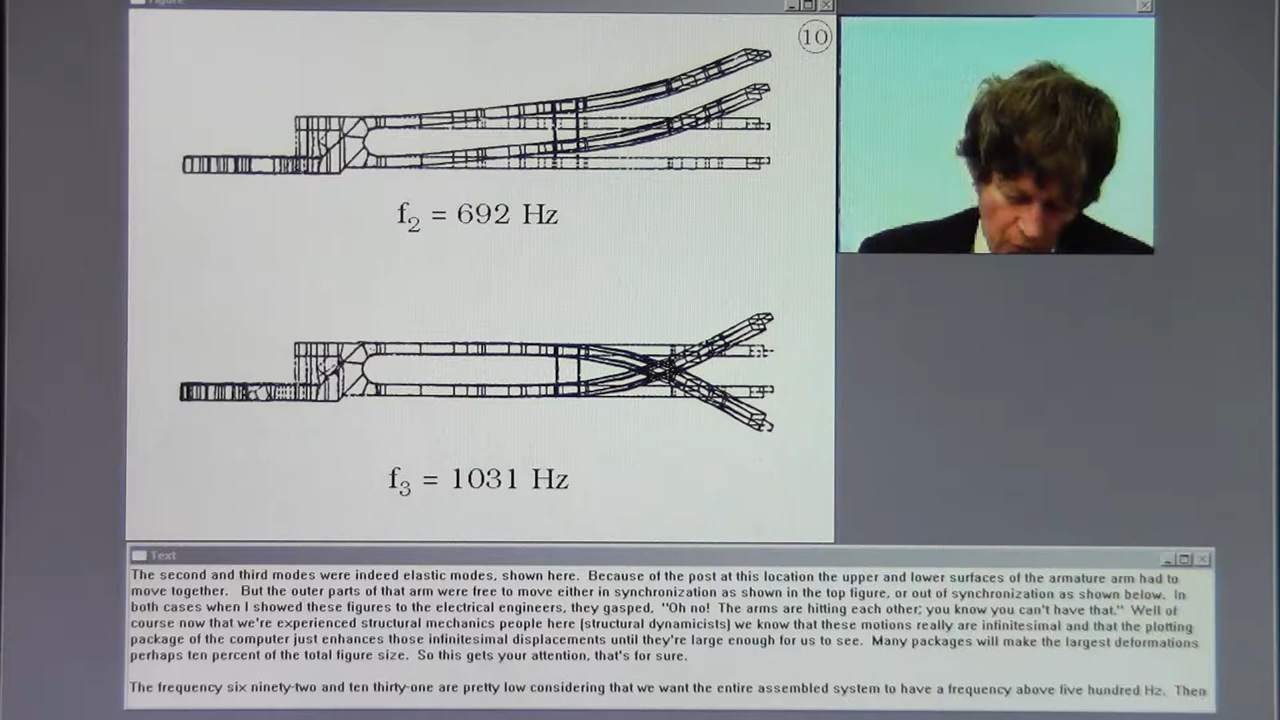 Figure
10
f2 = 692 Hz
f3 = 1031 Hz
Text
The second and third modes were indeed elastic modes, shown here. Because of the post at this location the upper and lower surfaces of the armature arm had to
move together. But the outer parts of that arm were free to move either in synchronization as shown in the top figure, or out of synchronization as shown below. In
both cases when I showed these figures to the electrical engineers, they gasped, "Oh no! The arms are hitting each other; you know you can't have that." Well of
course now that we're experienced structural mechanics people here (structural dynamicists) we know that these motions really are infinitesimal and that the plotting
package of the computer just enhances those infinitesimal displacements until they're large enough for us to see. Many packages will make the largest deformations
perhaps ten percent of the total figure size. So this gets your attention, that's for sure.
The frequency six ninety-two and ten thirty-one are pretty low considering that we want the entire assembled system to have a frequency above five hundred Hz. Then